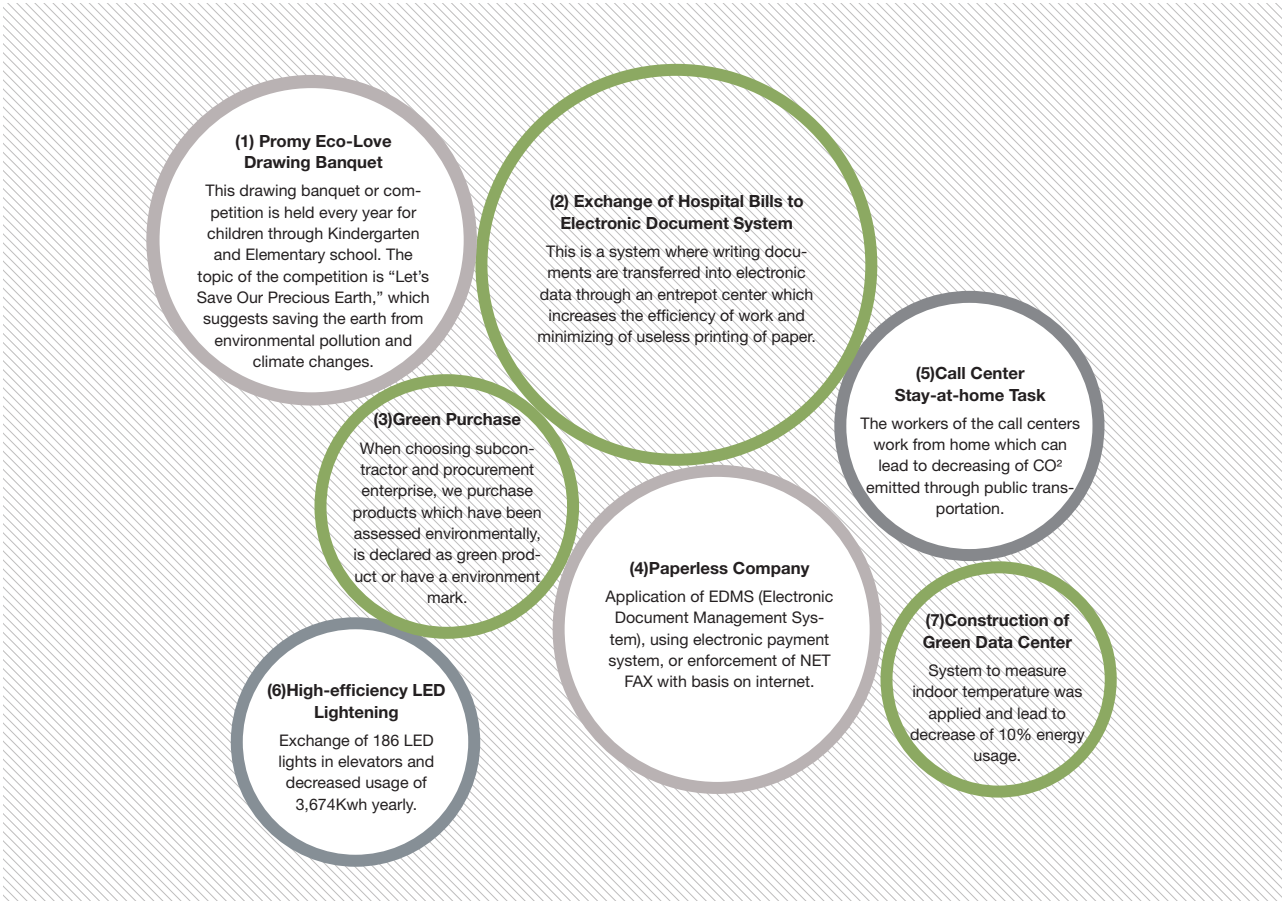 (1) Promy Eco-Love
Drawing Banquet
This drawing banquet or com-
petition is held every year for
children through Kindergarten
and Elementary school. The
topic of the competition is “Let’s
Save Our Precious Earth,” which
suggests saving the earth from
environmental pollution and
climate changes.
(2) Exchange of Hospital Bills to
Electronic Document System
This is a system where writing docu-
ments are transferred into electronic
data through an entrepot center which
increases the efficiency of work and
minimizing of useless printing of paper.
(3)Green Purchase
When choosing subcon-
tractor and procurement
enterprise, we purchase
products which have been
assessed environmentally,
is declared as green prod-
uct or have a environment
mark.
(4)Paperless Company
Application of EDMS (Electronic
Document Management Sys-
tem), using electronic payment
system, or enforcement of NET
FAX with basis on internet.
(5)Call Center
Stay-at-home Task
The workers of the call centers
work from home which can
lead to decreasing of CO²
emitted through public trans-
portation.
(6)High-efficiency LED
Lightening
Exchange of 186 LED
lights in elevators and
decreased usage of
3,674Kwh yearly.
(7)Construction of
Green Data Center
System to measure
indoor temperature was
applied and lead to
decrease of 10% energy
usage.